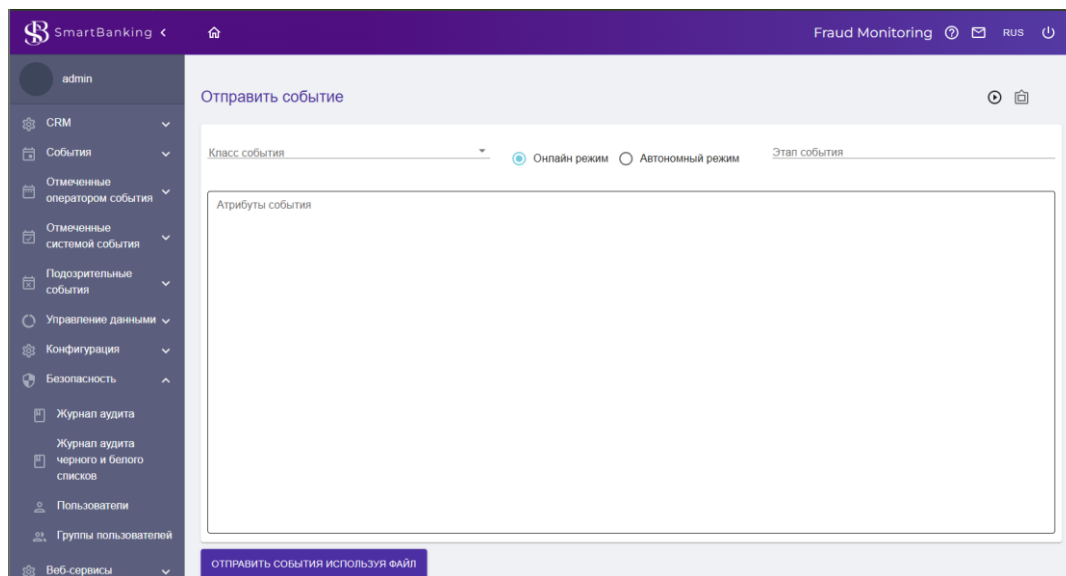 SmartBanking
Fraud Monitoring
RUS
admin
CRM
События
Отмеченные
оператором события
Отмеченные
системой события
Подозрительные
события
Управление данными
Конфигурация
Безопасность
Журнал аудита
Журнал аудита
черного и белого
списков
Пользователи
Группы пользователей
Веб-сервисы
Отправить событие
Класс события
Онлайн режим
Автономный режим
Этап события
Атрибуты события
ОТПРАВИТЬ СОБЫТИЯ ИСПОЛЬЗУЯ ФАЙЛ